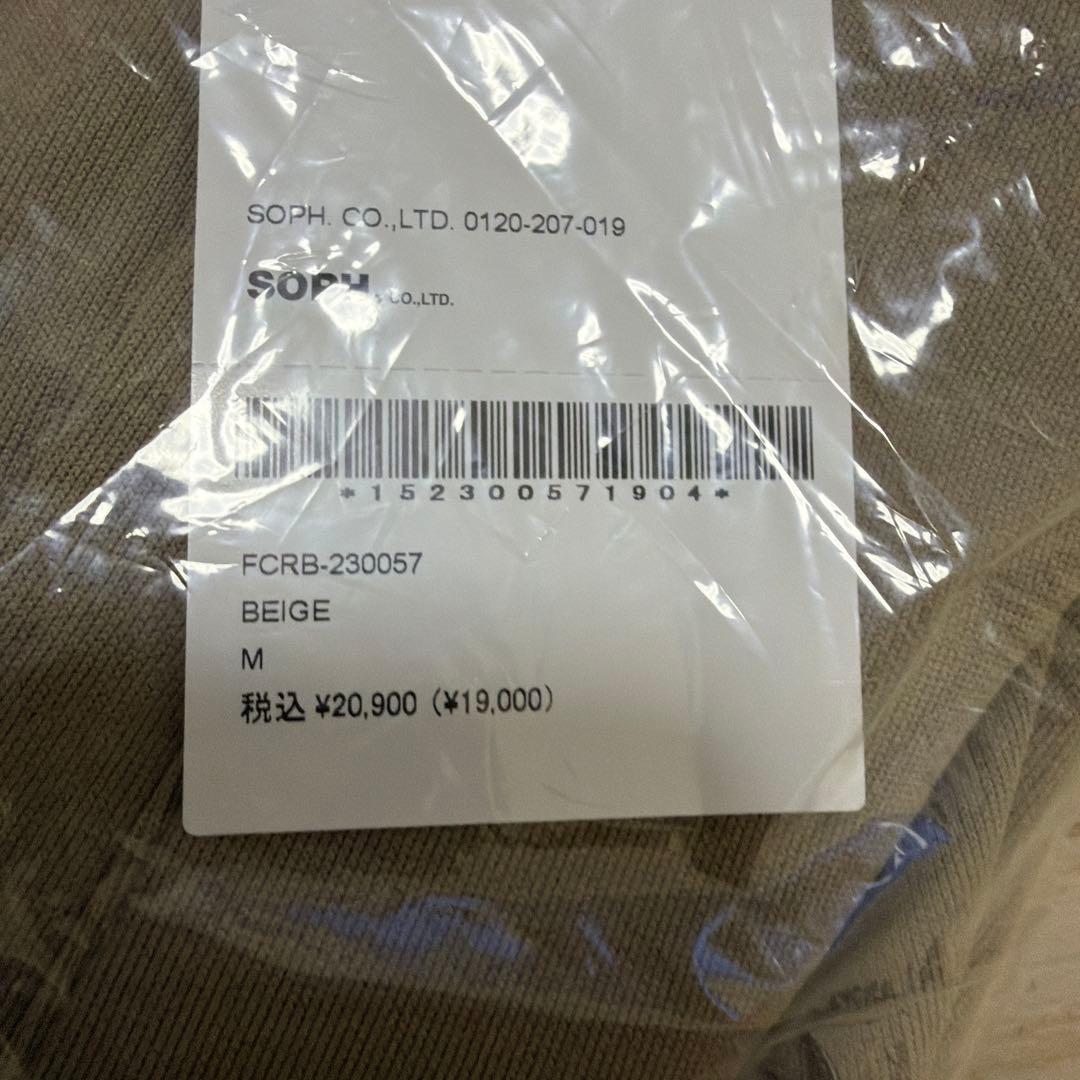 SOPH. CO.,LTD. 0120-207-019
SOPH. CO.,LTD.
*152300571904*
FCRB-230057
BEIGE
M
税込 ¥20,900 (¥19,000)